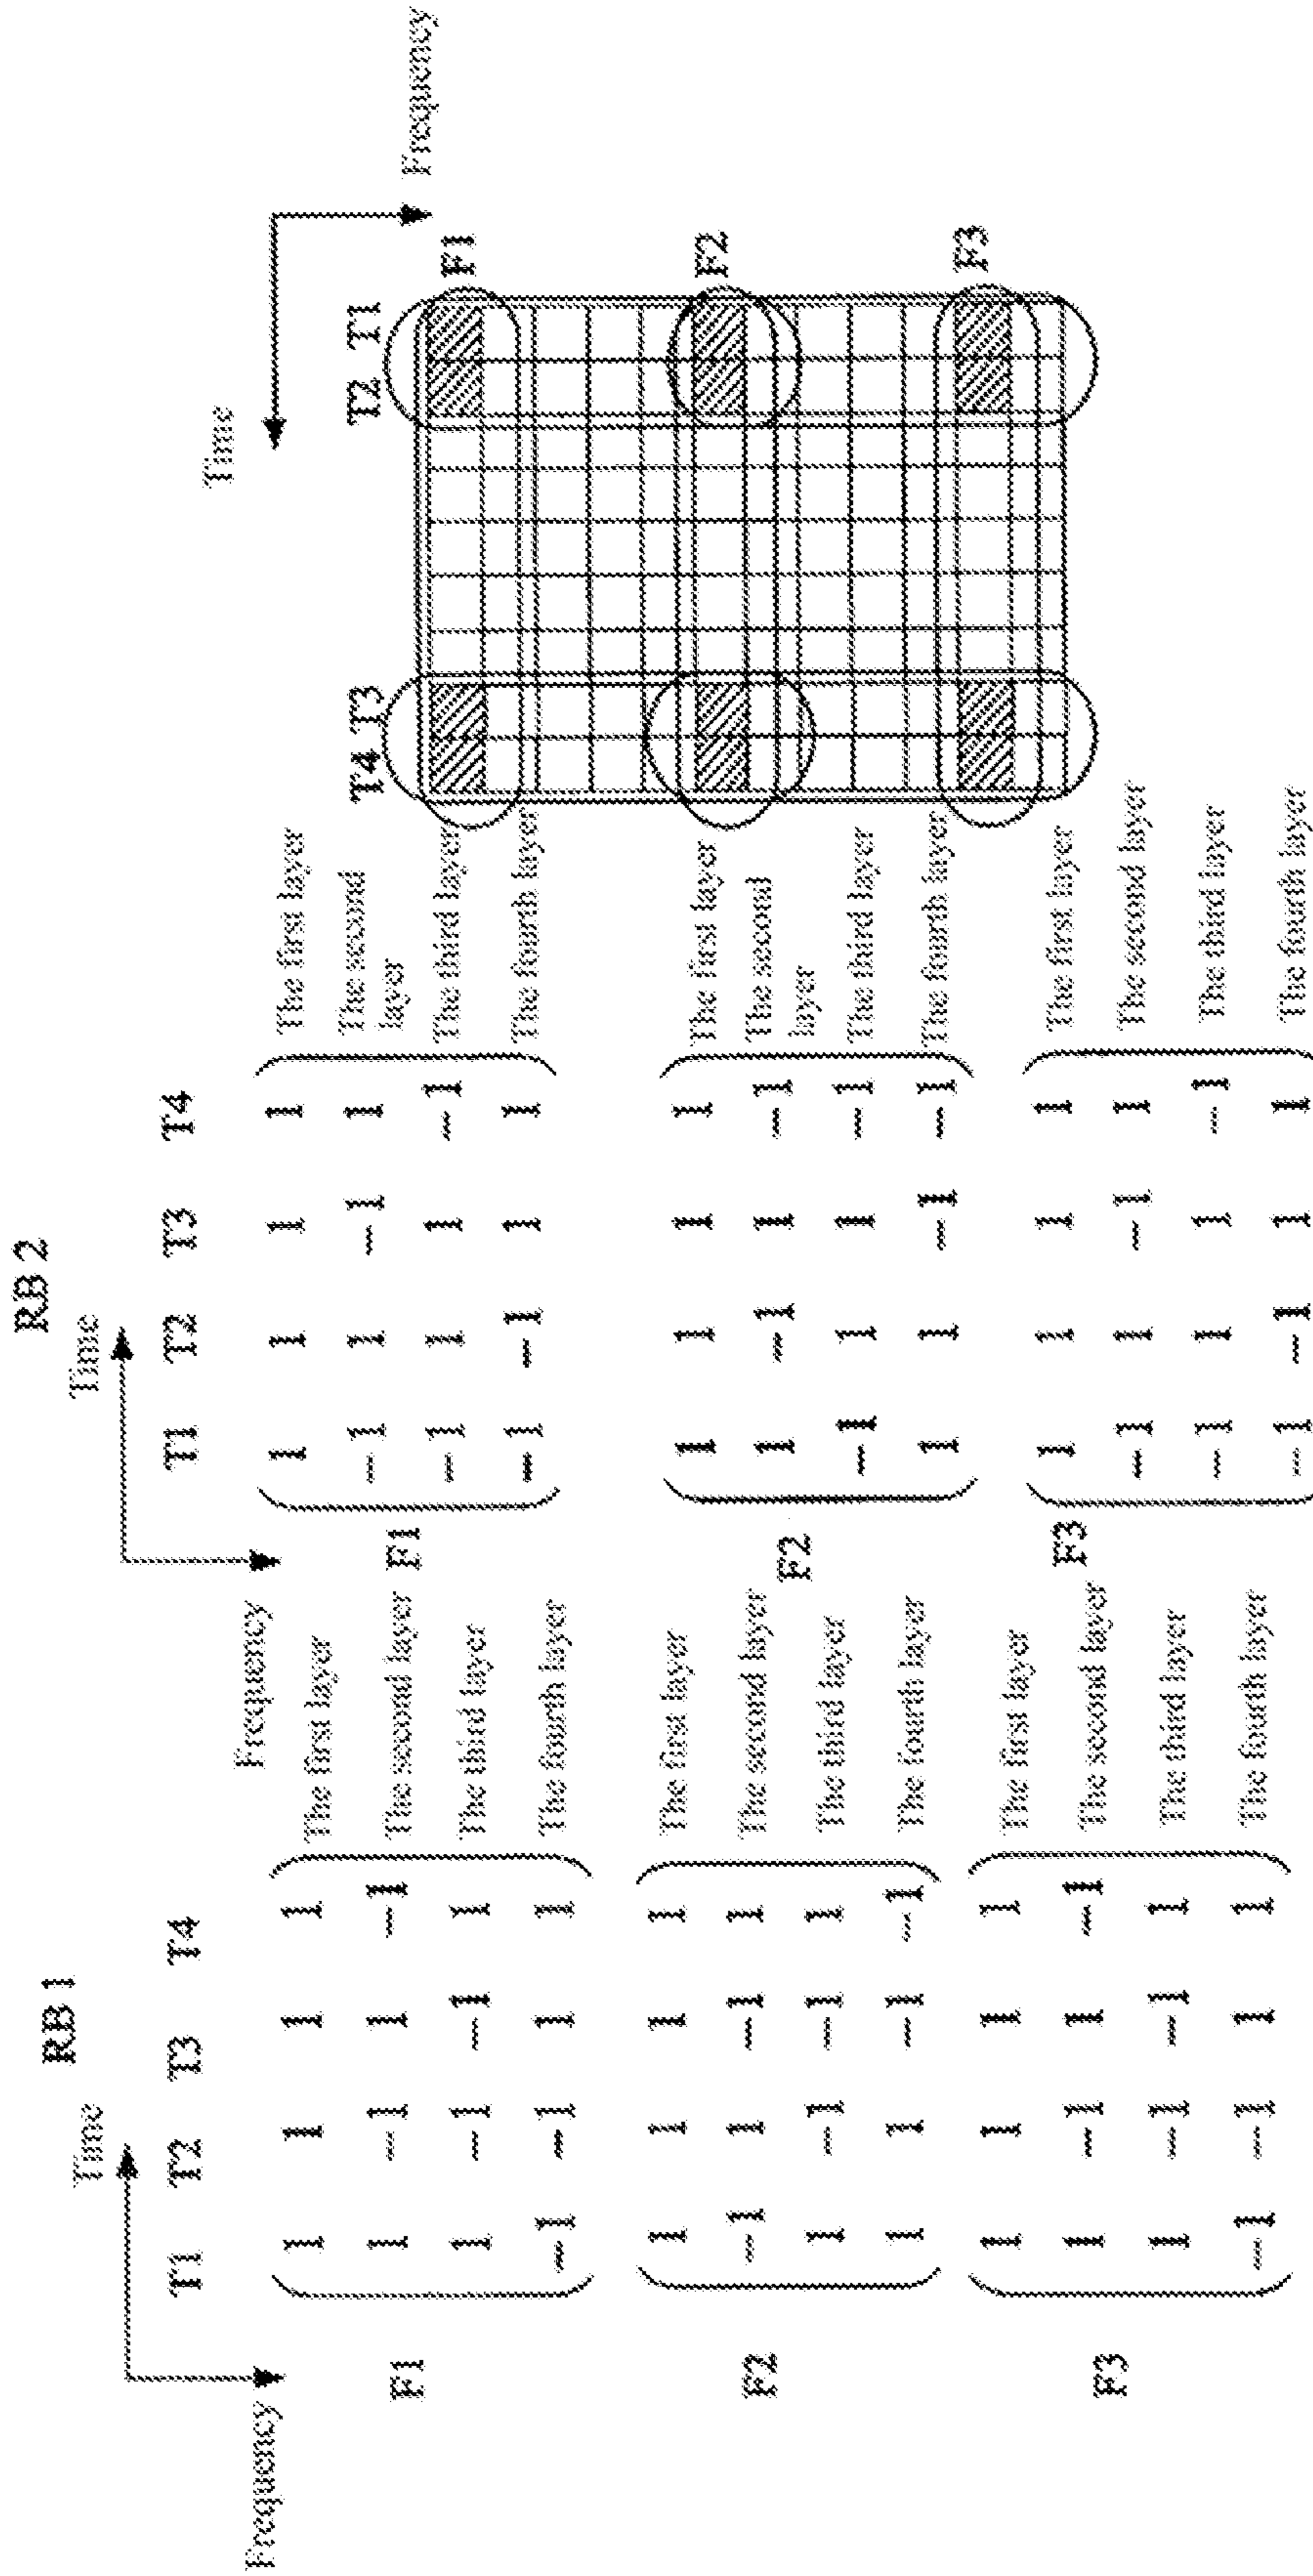 RB 1
Time
Frequency
T1 T2 T3 T4
F1
1 1 1 1 The first layer
1 –1 1 –1 The second layer
1 –1 –1 1 The third layer
–1 –1 1 1 The fourth layer
F2
1 1 1 1 The first layer
–1 1 –1 1 The second layer
1 –1 –1 1 The third layer
1 1 –1 –1 The fourth layer
F3
1 1 1 1 The first layer
1 –1 1 –1 The second layer
1 –1 –1 1 The third layer
–1 –1 1 1 The fourth layer
RB 2
Time
Frequency
T1 T2 T3 T4
F1
1 1 1 1 The first layer
–1 1 –1 1 The second
layer
–1 1 1 –1 The third layer
–1 –1 1 1 The fourth layer
F2
1 1 1 1 The first layer
1 –1 1 –1 The second
layer
–1 1 1 –1 The third layer
1 1 –1 –1 The fourth layer
F3
1 1 1 1 The first layer
–1 1 –1 1 The second layer
–1 1 1 –1 The third layer
–1 –1 1 1 The fourth layer
Time
Frequency
T4 T3 T2 T1
F1
F2
F3